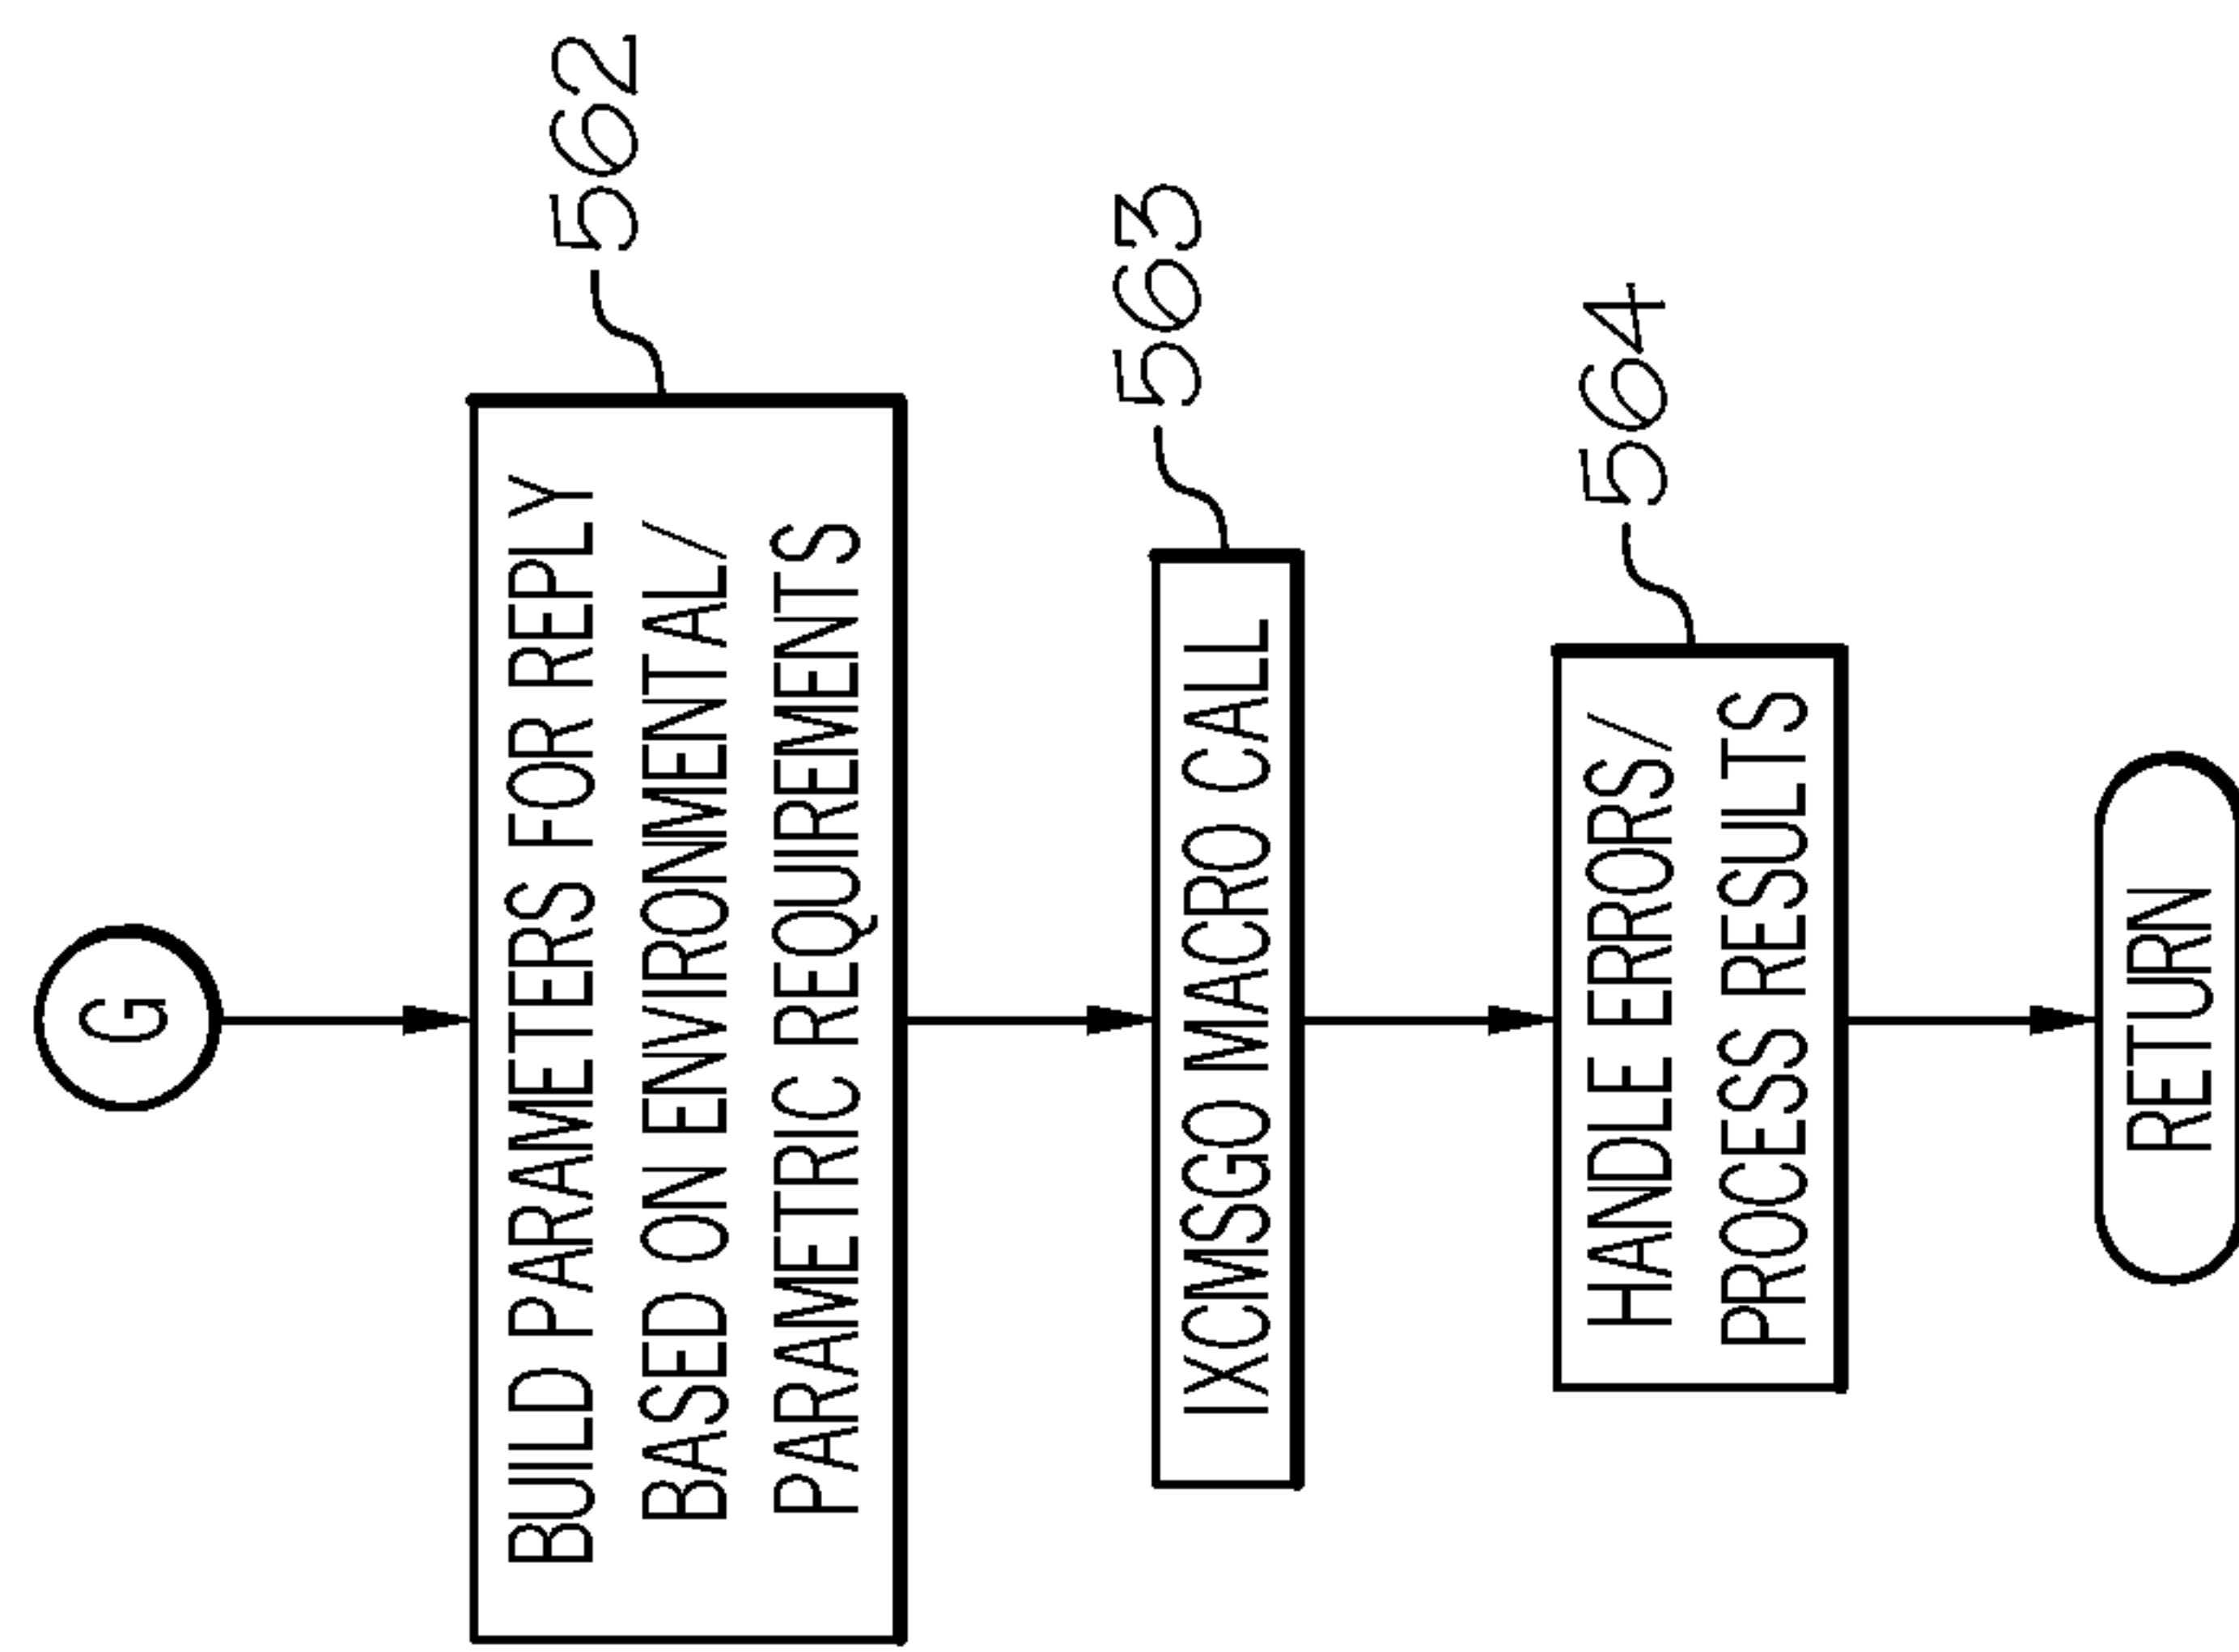 G
562
BUILD PARAMETERS FOR REPLY
BASED ON ENVIRONMENTAL/
PARAMETRIC REQUIREMENTS
563
IXCMSGO MACRO CALL
564
HANDLE ERRORS/
PROCESS RESULTS
RETURN